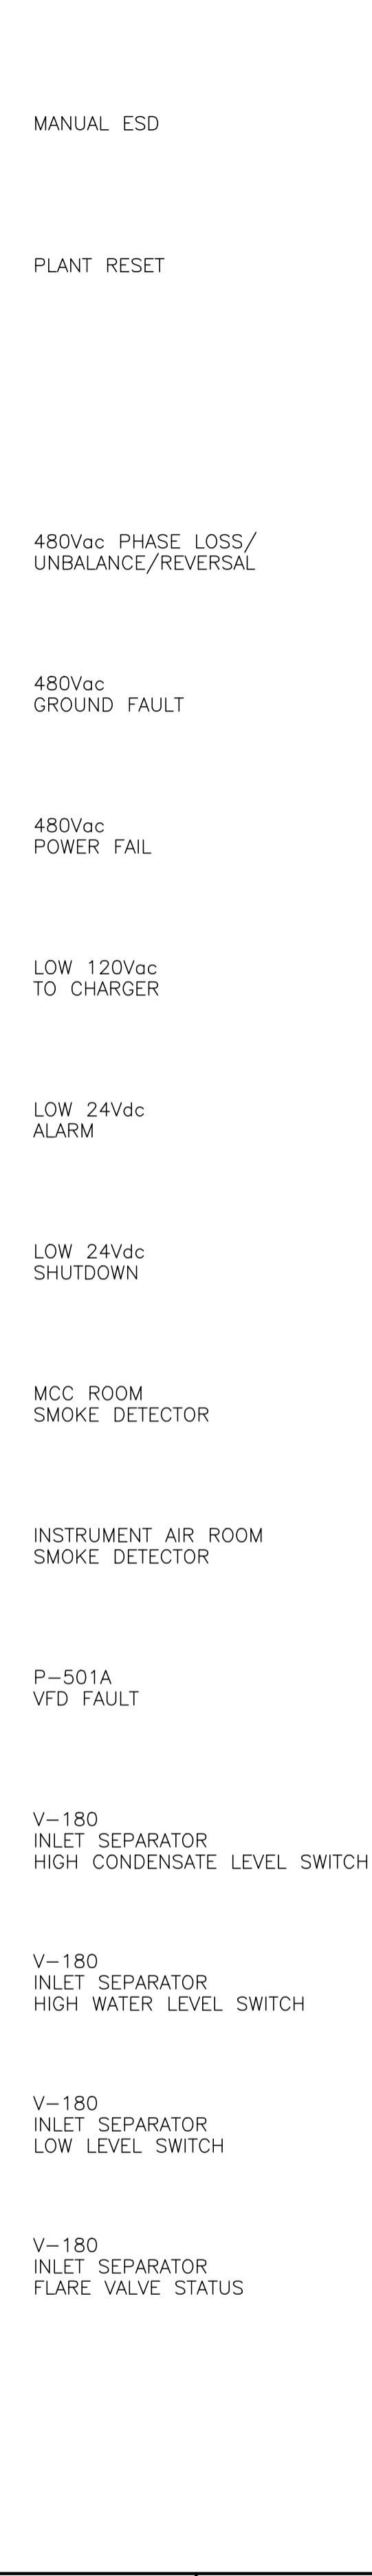 MANUAL ESD
PLANT RESET
480Vac PHASE LOSS/
UNBALANCE/REVERSAL
480Vac
GROUND FAULT
480Vac
POWER FAIL
LOW 120Vac
TO CHARGER
LOW 24Vdc
ALARM
LOW 24Vdc
SHUTDOWN
MCC ROOM
SMOKE DETECTOR
INSTRUMENT AIR ROOM
SMOKE DETECTOR
P-501A
VFD FAULT
V-180
INLET SEPARATOR
HIGH CONDENSATE LEVEL SWITCH
V-180
INLET SEPARATOR
HIGH WATER LEVEL SWITCH
V-180
INLET SEPARATOR
LOW LEVEL SWITCH
V-180
INLET SEPARATOR
FLARE VALVE STATUS